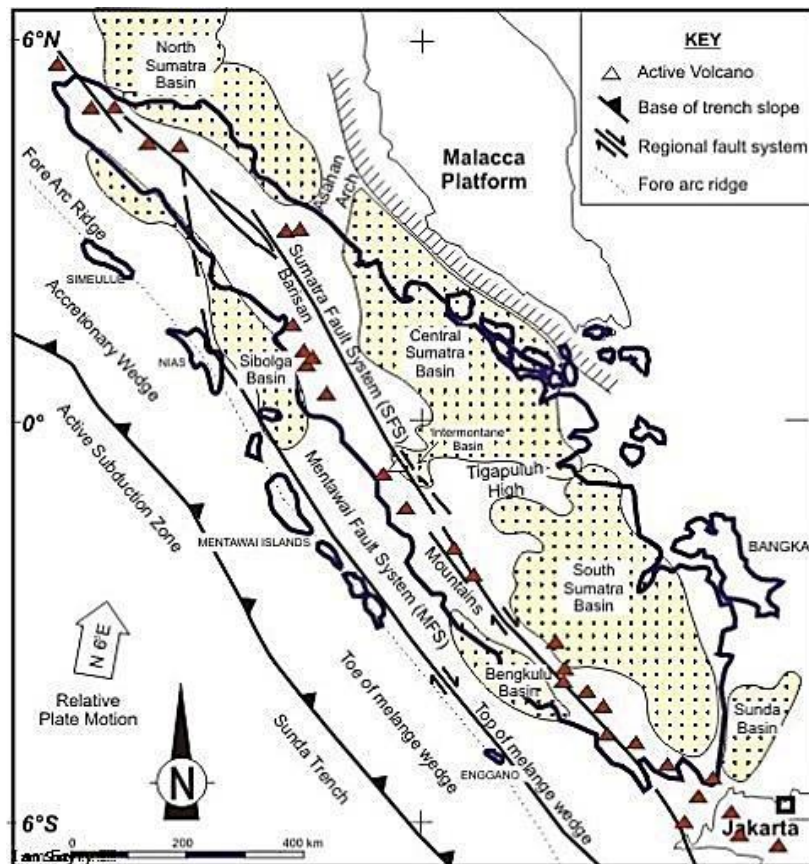 6°N
North
Sumatra
Basin
KEY
Active Volcano
Base of trench slope
Regional fault system
Fore arc ridge
Malacca
Platform
Asahan
Arch
Fore Arc Ridge
SIMEULUE
Accretionary Wedge
NIAS
Sibolga
Basin
Barisan
Sumatra Fault System (SFS)
Central
Sumatra
Basin
0°
"Intermontane"
Basin
Tigapuluh
High
Active Subduction Zone
MENTAWAI ISLANDS
Mentawai Fault System (MFS)
Mountains
BANGKA
South
Sumatra
Basin
N 6°E
Relative
Plate Motion
Bengkulu
Basin
Sunda
Basin
Toe of melange wedge
Top of melange wedge
Sunda Trench
ENGGANO
N
6°S
0
200
400 km
Jakarta